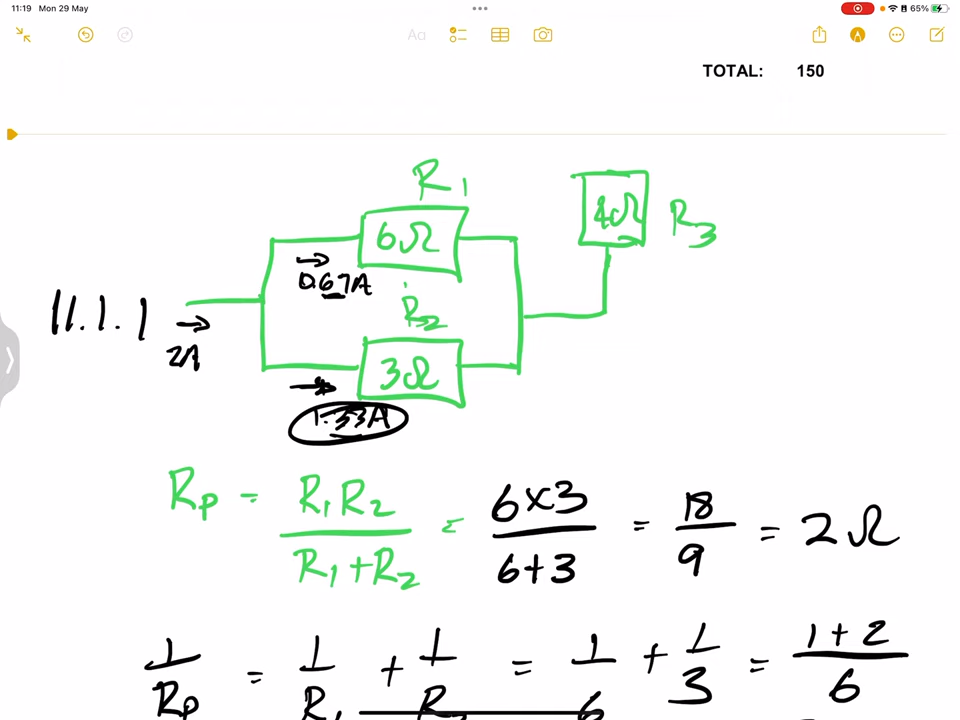 11:19 Mon 29 May
65%
Aa
TOTAL: 150
R1
6Ω
4Ω
R3
0.67A
11.1.1
R2
2A
3Ω
1.33A
Rp = R1R2 / R1+R2 = 6×3 / 6+3 = 18 / 9 = 2Ω
1 / Rp = 1 / R1 + 1 / R2 = 1 / 6 + 1 / 3 = 1+2 / 6